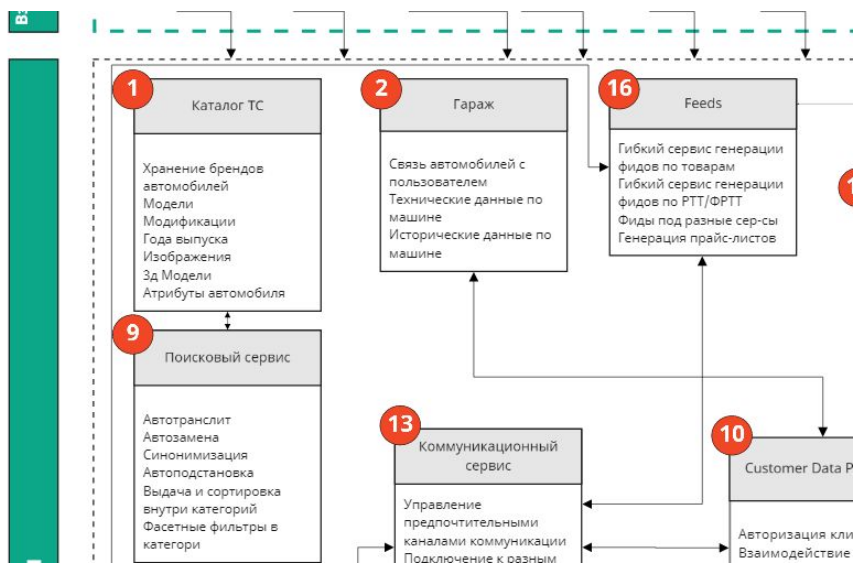 1
Каталог ТС
Хранение брендов
автомобилей
Модели
Модификации
Года выпуска
Изображения
3д Модели
Атрибуты автомобиля
2
Гараж
Связь автомобилей с
пользователем
Технические данные по
машине
Исторические данные по
машине
16
Feeds
Гибкий сервис генерации
фидов по товарам
Гибкий сервис генерации
фидов по РТТ/ФРТТ
Фиды под разные сер-сы
Генерация прайс-листов
9
Поисковый сервис
Автотранслит
Автозамена
Синонимизация
Автоподстановка
Выдача и сортировка
внутри категорий
Фасетные фильтры в
категори
13
Коммуникационный
сервис
Управление
предпочтительными
каналами коммуникации
Подключение к разным
10
Customer Data P
Авторизация кли
Взаимодействие